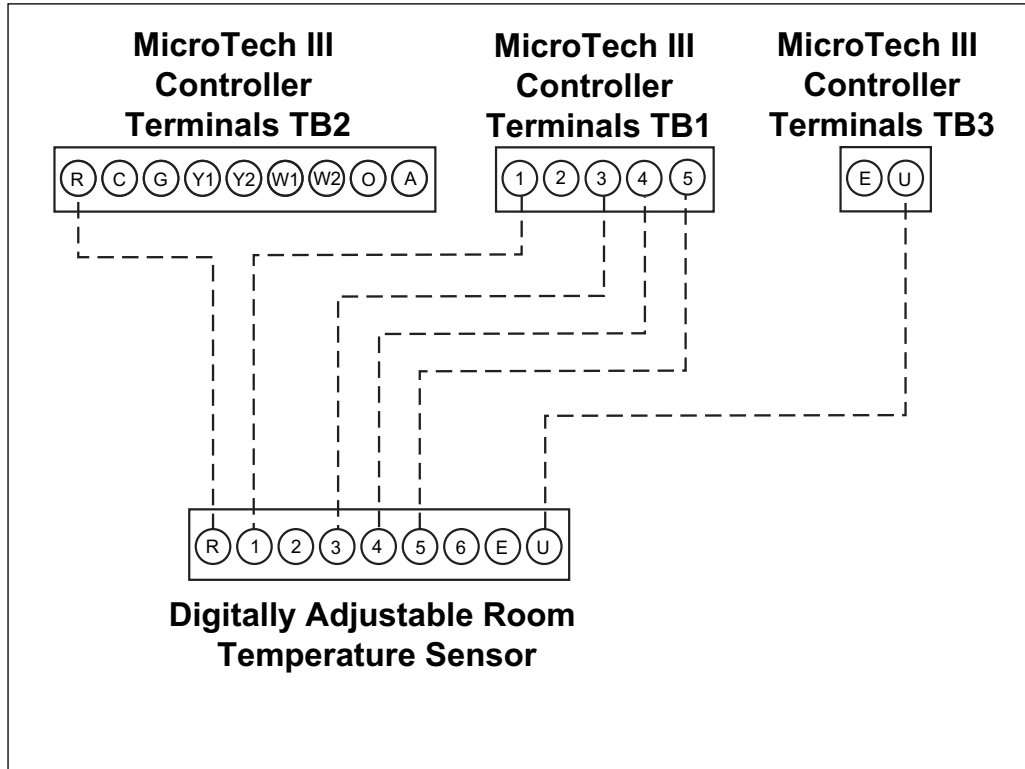 MicroTech III
Controller
Terminals TB2
R C G Y1 Y2 W1 W2 O A
MicroTech III
Controller
Terminals TB1
1 2 3 4 5
MicroTech III
Controller
Terminals TB3
E U
R 1 2 3 4 5 6 E U
Digitally Adjustable Room
Temperature Sensor